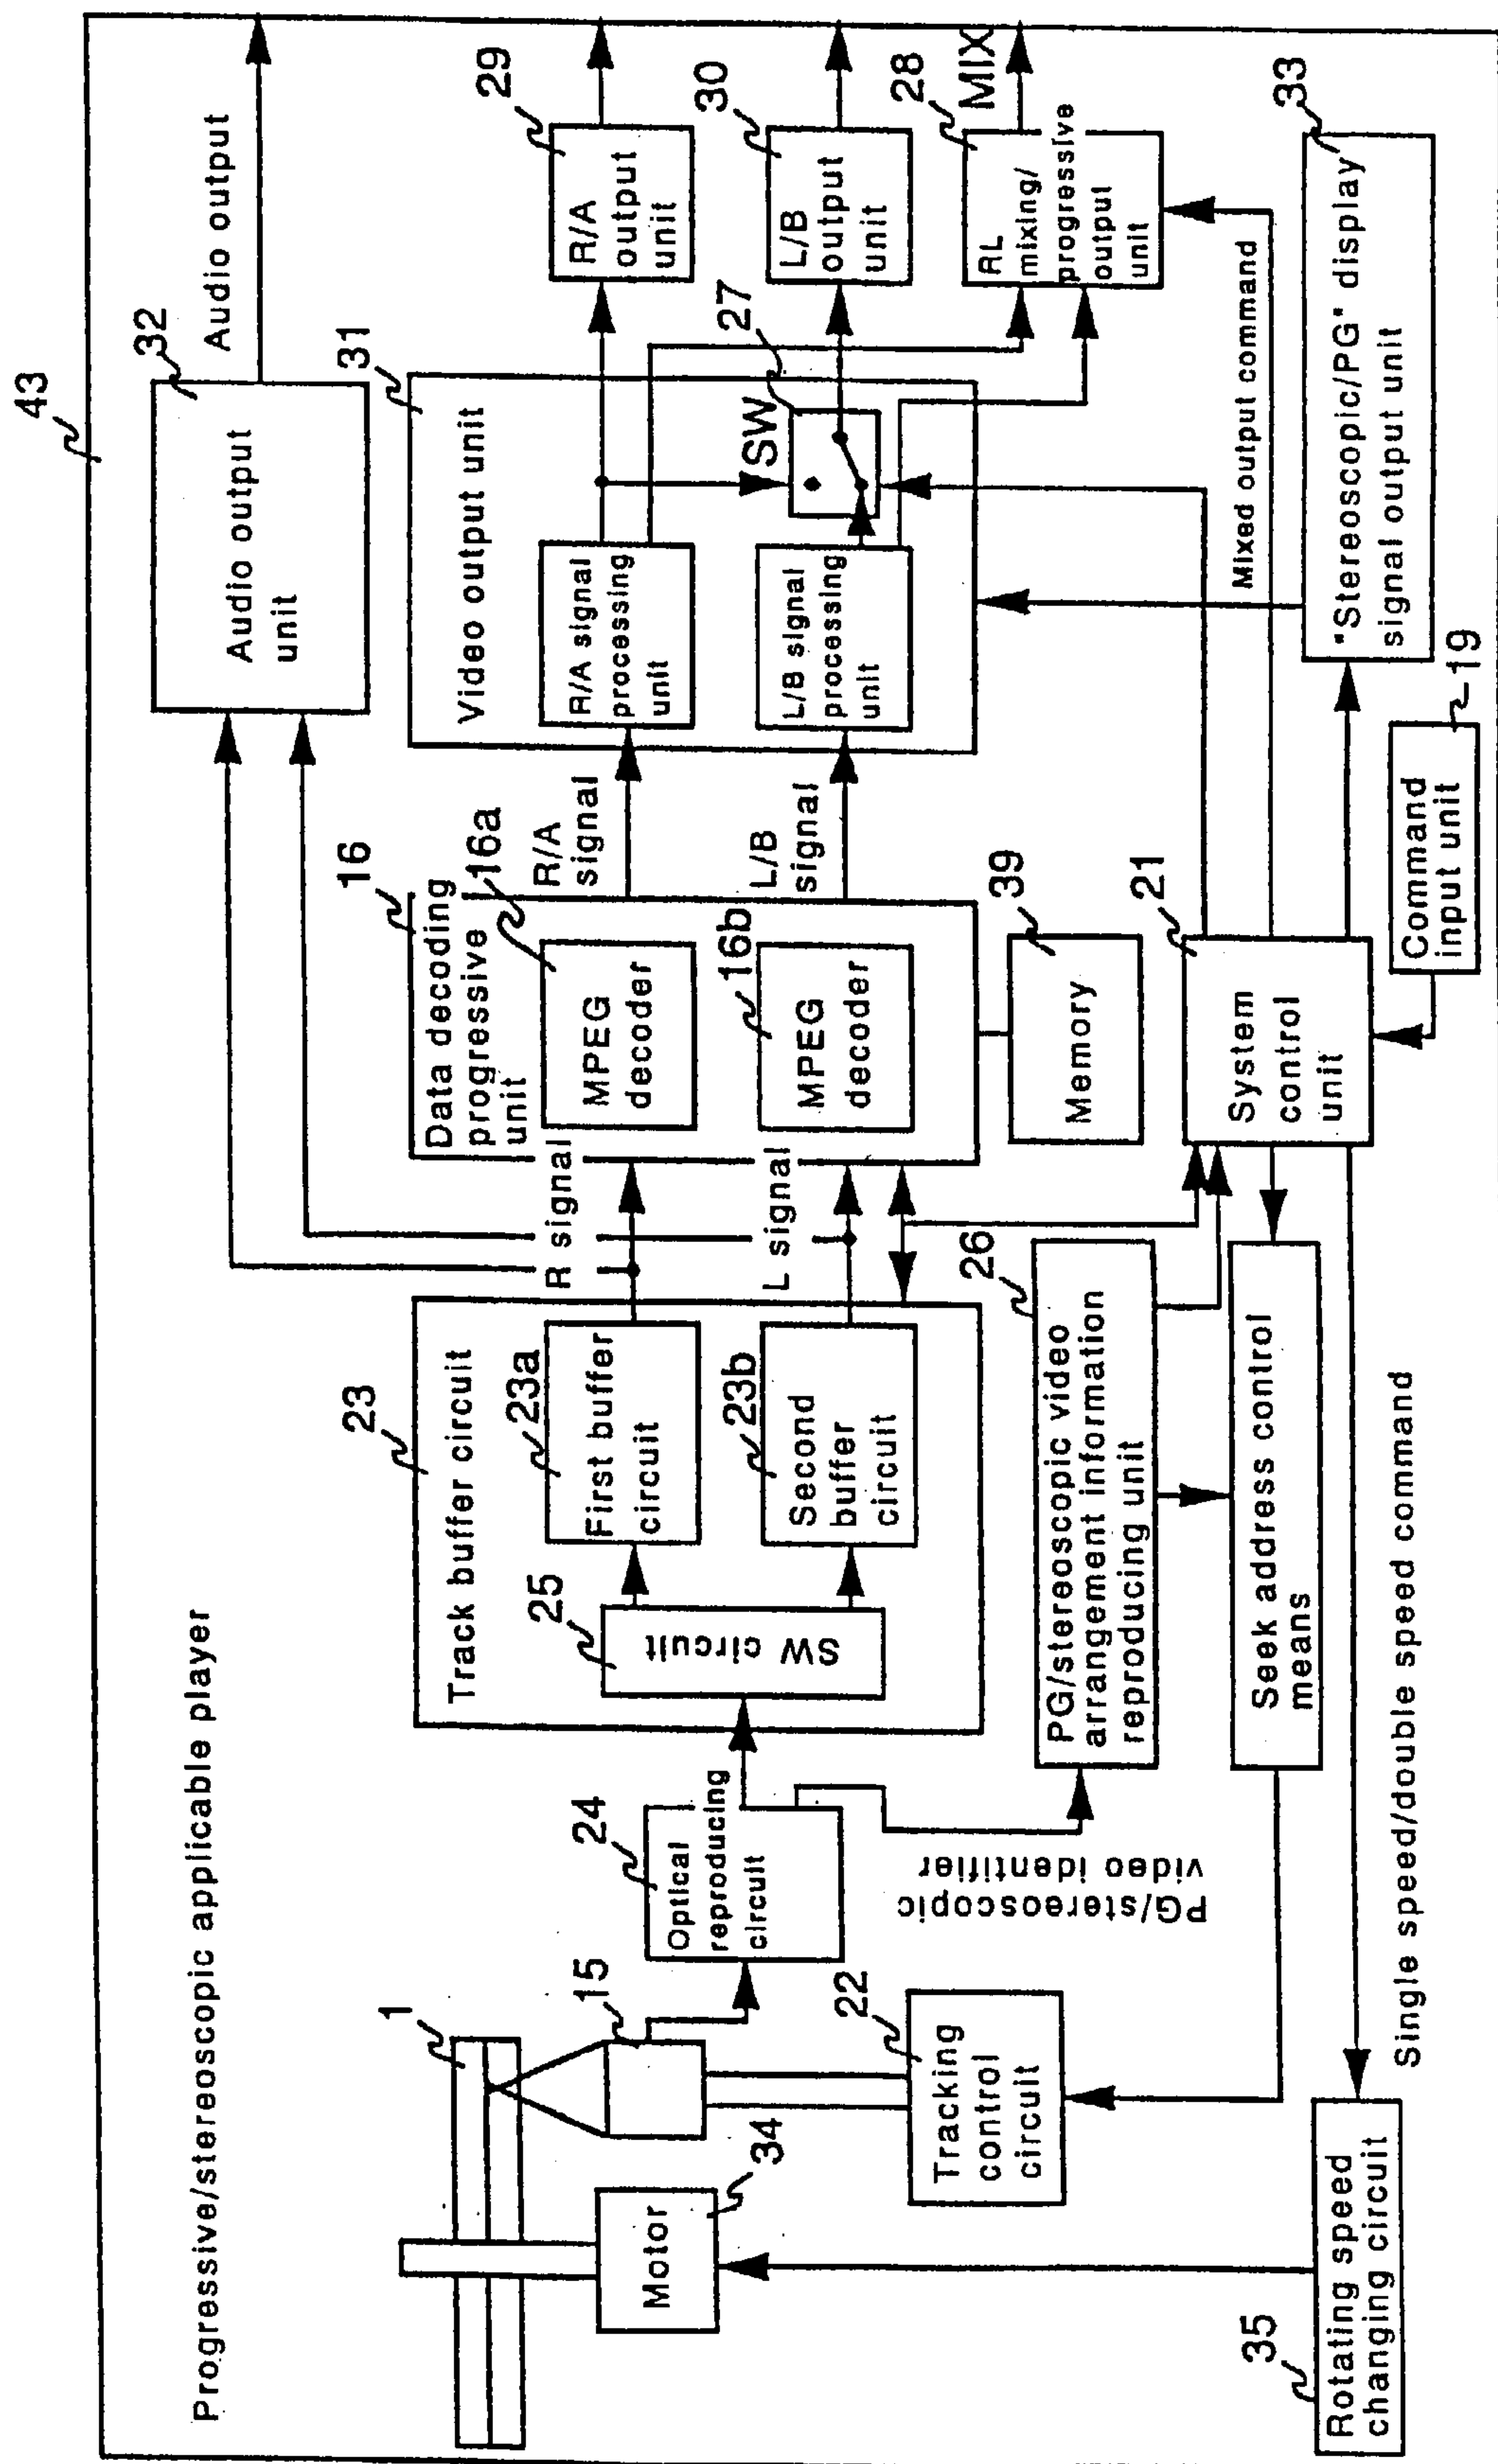 43
Progressive/stereoscopic applicable player
1
15
34
Motor
35
Rotating speed
changing circuit
22
Tracking
control
circuit
24
Optical
reproducing
circuit
PG/stereoscopic
video identifier
23
Track buffer circuit
25
SW circuit
23a
First buffer
circuit
23b
Second
buffer
circuit
26
PG/stereoscopic video
arrangement information
reproducing unit
Seek address control
means
Single speed/double speed command
R signal
L signal
16
Data decoding
progressive
unit
16a
MPEG
decoder
16b
MPEG
decoder
39
Memory
21
System
control
unit
Command
input unit
19
R/A
signal
L/B
signal
32
Audio output
unit
Audio output
31
Video output unit
R/A signal
processing
unit
L/B signal
processing
unit
SW
27
29
R/A
output
unit
30
L/B
output
unit
28
MIX
RL
mixing/
progressive
output
unit
Mixed output command
33
"Stereoscopic/PG" display
signal output unit